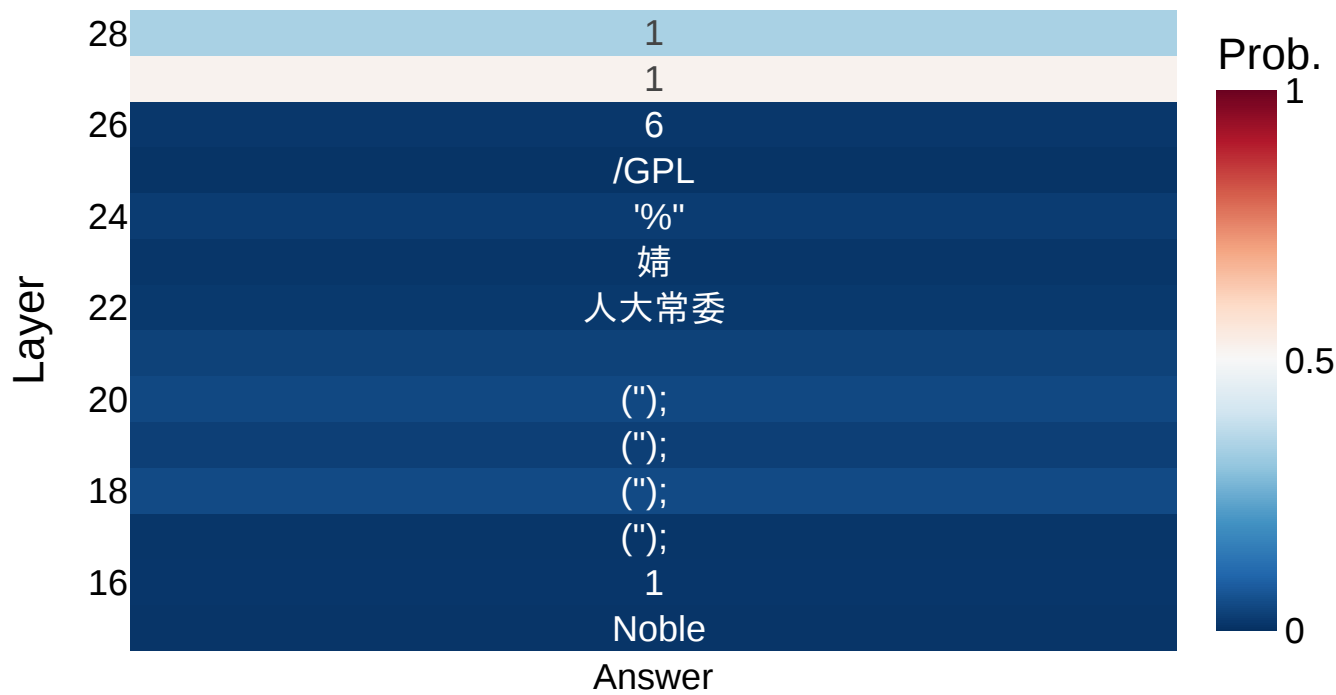 28 1
1
26 6
/GPL
24 '%"
婧
22 人大常委
20 (");
(");
18 (");
(");
16 1
Noble
Layer
Answer
Prob.
1
0.5
0